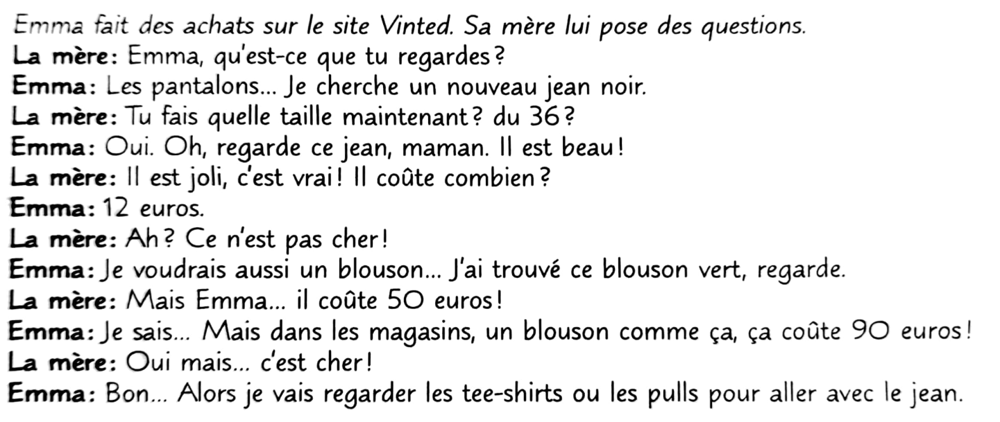 Emma fait des achats sur le site Vinted. Sa mère lui pose des questions.
La mère: Emma, qu'est-ce que tu regardes?
Emma: Les pantalons... Je cherche un nouveau jean noir.
La mère: Tu fais quelle taille maintenant? du 36?
Emma: Oui. Oh, regarde ce jean, maman. Il est beau!
La mère: Il est joli, c'est vrai! Il coûte combien?
Emma: 12 euros.
La mère: Ah? Ce n'est pas cher!
Emma: Je voudrais aussi un blouson... J'ai trouvé ce blouson vert, regarde.
La mère: Mais Emma... il coûte 50 euros!
Emma: Je sais... Mais dans les magasins, un blouson comme ça, ça coûte 90 euros!
La mère: Oui mais... c'est cher!
Emma: Bon... Alors je vais regarder les tee-shirts ou les pulls pour aller avec le jean.